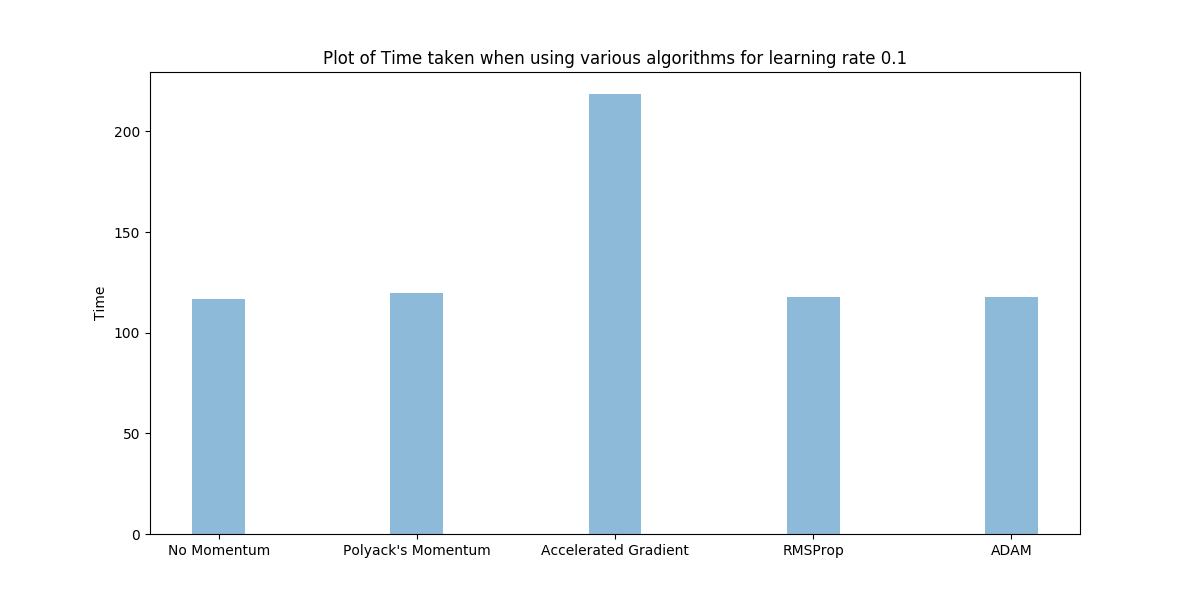 Plot of Time taken when using various algorithms for learning rate 0.1
Time
200
150
100
50
0
No Momentum Polyack's Momentum Accelerated Gradient RMSProp ADAM